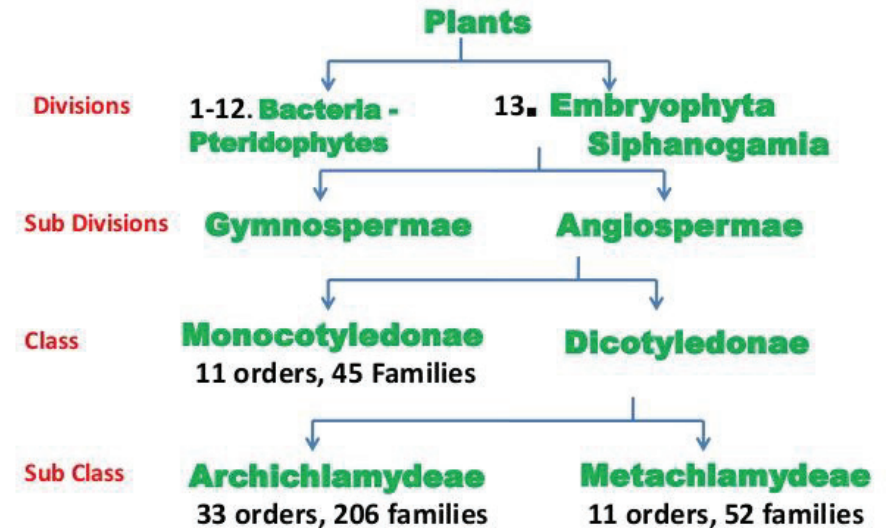 Plants
Divisions
1-12. Bacteria -
Pteridophytes
13. Embryophyta
Siphanogamia
Sub Divisions
Gymnospermae
Angiospermae
Class
Monocotyledonae
11 orders, 45 Families
Dicotyledonae
Sub Class
Archichlamydeae
33 orders, 206 families
Metachlamydeae
11 orders, 52 families